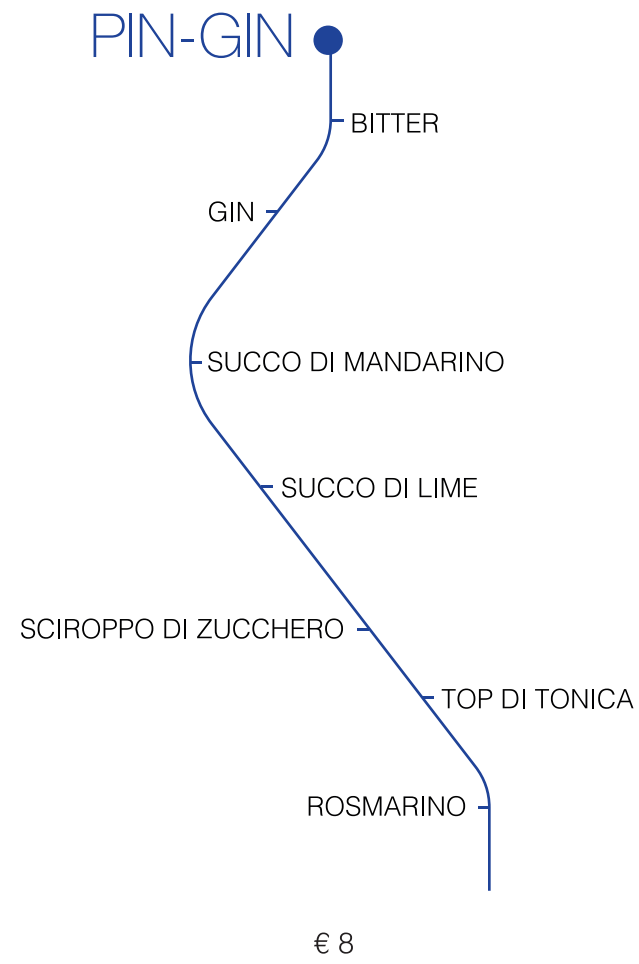 PIN-GIN
BITTER
GIN
SUCCO DI MANDARINO
SUCCO DI LIME
SCIROPPO DI ZUCCHERO
TOP DI TONICA
ROSMARINO
€ 8